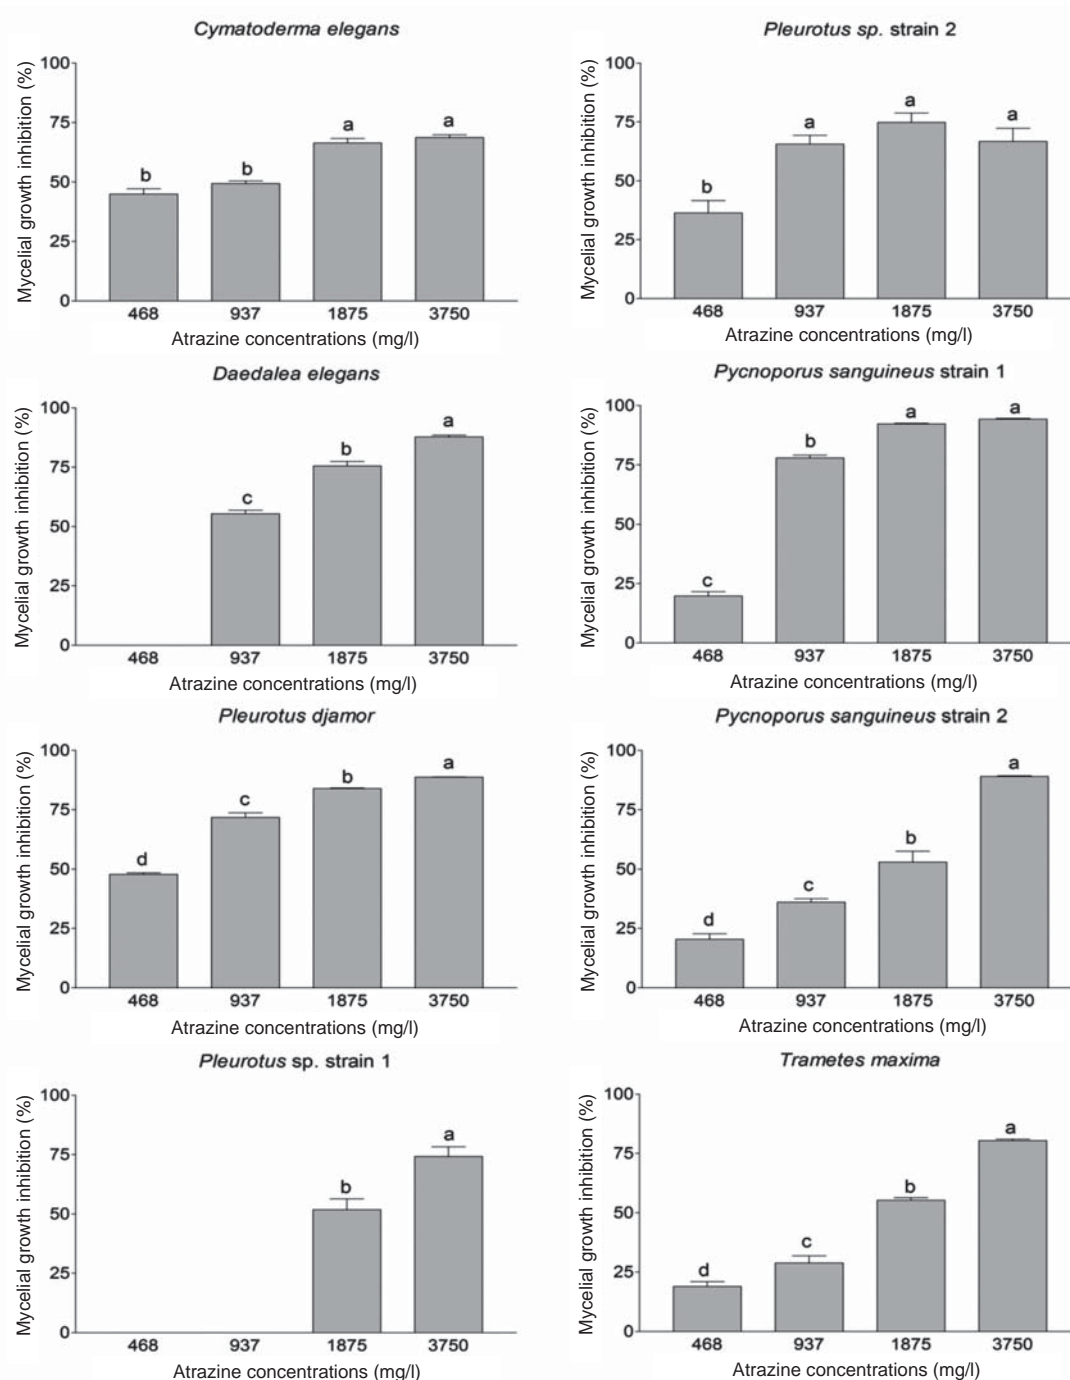 Cymatoderma elegans
Mycelial growth inhibition (%)
100
75
50
25
0
b
b
a
a
468 937 1875 3750
Atrazine concentrations (mg/l)
Pleurotus sp. strain 2
Mycelial growth inhibition (%)
100
75
50
25
0
b
a
a
a
468 937 1875 3750
Atrazine concentrations (mg/l)
Daedalea elegans
Mycelial growth inhibition (%)
100
75
50
25
0
c
b
a
468 937 1875 3750
Atrazine concentrations (mg/l)
Pycnoporus sanguineus strain 1
Mycelial growth inhibition (%)
100
75
50
25
0
c
b
a
a
468 937 1875 3750
Atrazine concentrations (mg/l)
Pleurotus djamor
Mycelial growth inhibition (%)
100
75
50
25
0
d
c
b
a
468 937 1875 3750
Atrazine concentrations (mg/l)
Pycnoporus sanguineus strain 2
Mycelial growth inhibition (%)
100
75
50
25
0
d
c
b
a
468 937 1875 3750
Atrazine concentrations (mg/l)
Pleurotus sp. strain 1
Mycelial growth inhibition (%)
100
75
50
25
0
b
a
468 937 1875 3750
Atrazine concentrations (mg/l)
Trametes maxima
Mycelial growth inhibition (%)
100
75
50
25
0
d
c
b
a
468 937 1875 3750
Atrazine concentrations (mg/l)